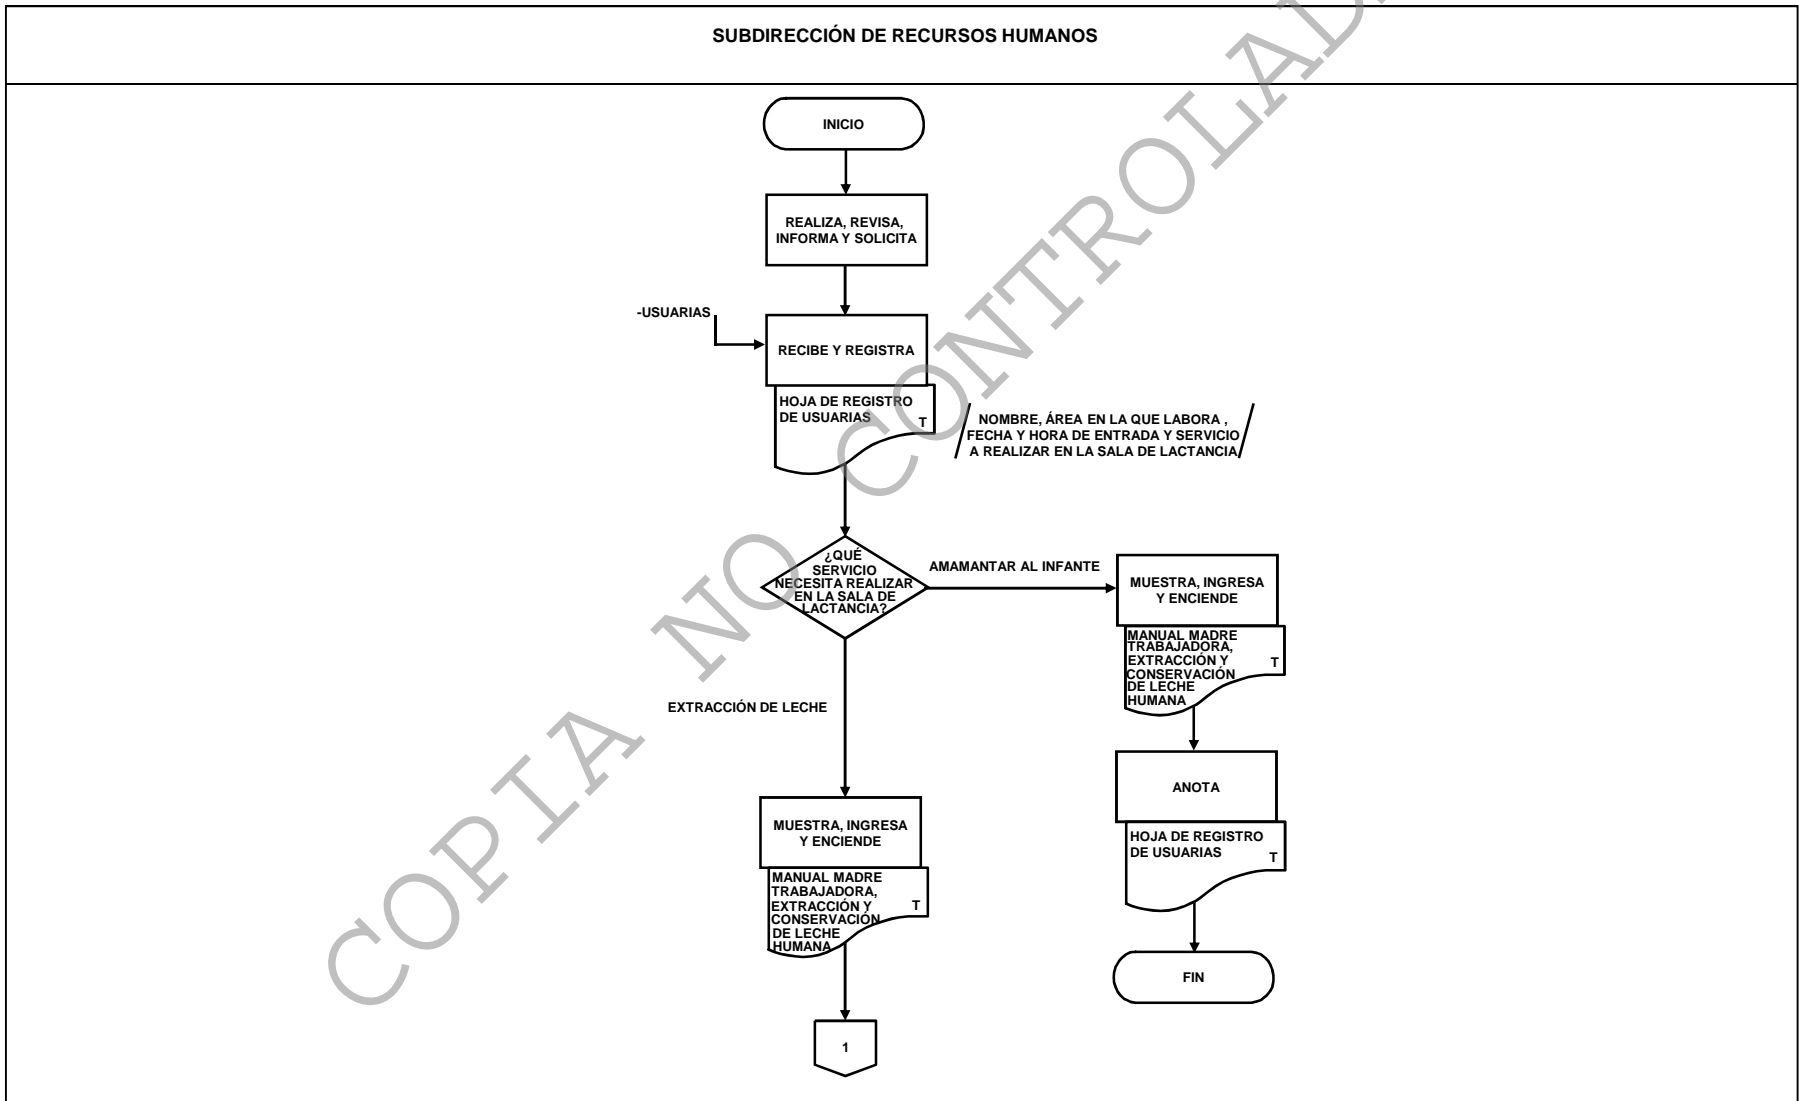 SUBDIRECCIÓN DE RECURSOS HUMANOS
INICIO
REALIZA, REVISA,
INFORMA Y SOLICITA
-USUARIAS
RECIBE Y REGISTRA
HOJA DE REGISTRO
DE USUARIAS
T
NOMBRE, ÁREA EN LA QUE LABORA ,
FECHA Y HORA DE ENTRADA Y SERVICIO
A REALIZAR EN LA SALA DE LACTANCIA
¿QUÉ
SERVICIO
NECESITA REALIZAR
EN LA SALA DE
LACTANCIA?
AMAMANTAR AL INFANTE
MUESTRA, INGRESA
Y ENCIENDE
MANUAL MADRE
TRABAJADORA,
EXTRACCIÓN Y
CONSERVACIÓN
DE LECHE
HUMANA
T
ANOTA
HOJA DE REGISTRO
DE USUARIAS
T
FIN
EXTRACCIÓN DE LECHE
MUESTRA, INGRESA
Y ENCIENDE
MANUAL MADRE
TRABAJADORA,
EXTRACCIÓN Y
CONSERVACIÓN
DE LECHE
HUMANA
T
1
COPIA NO CONTROLAD